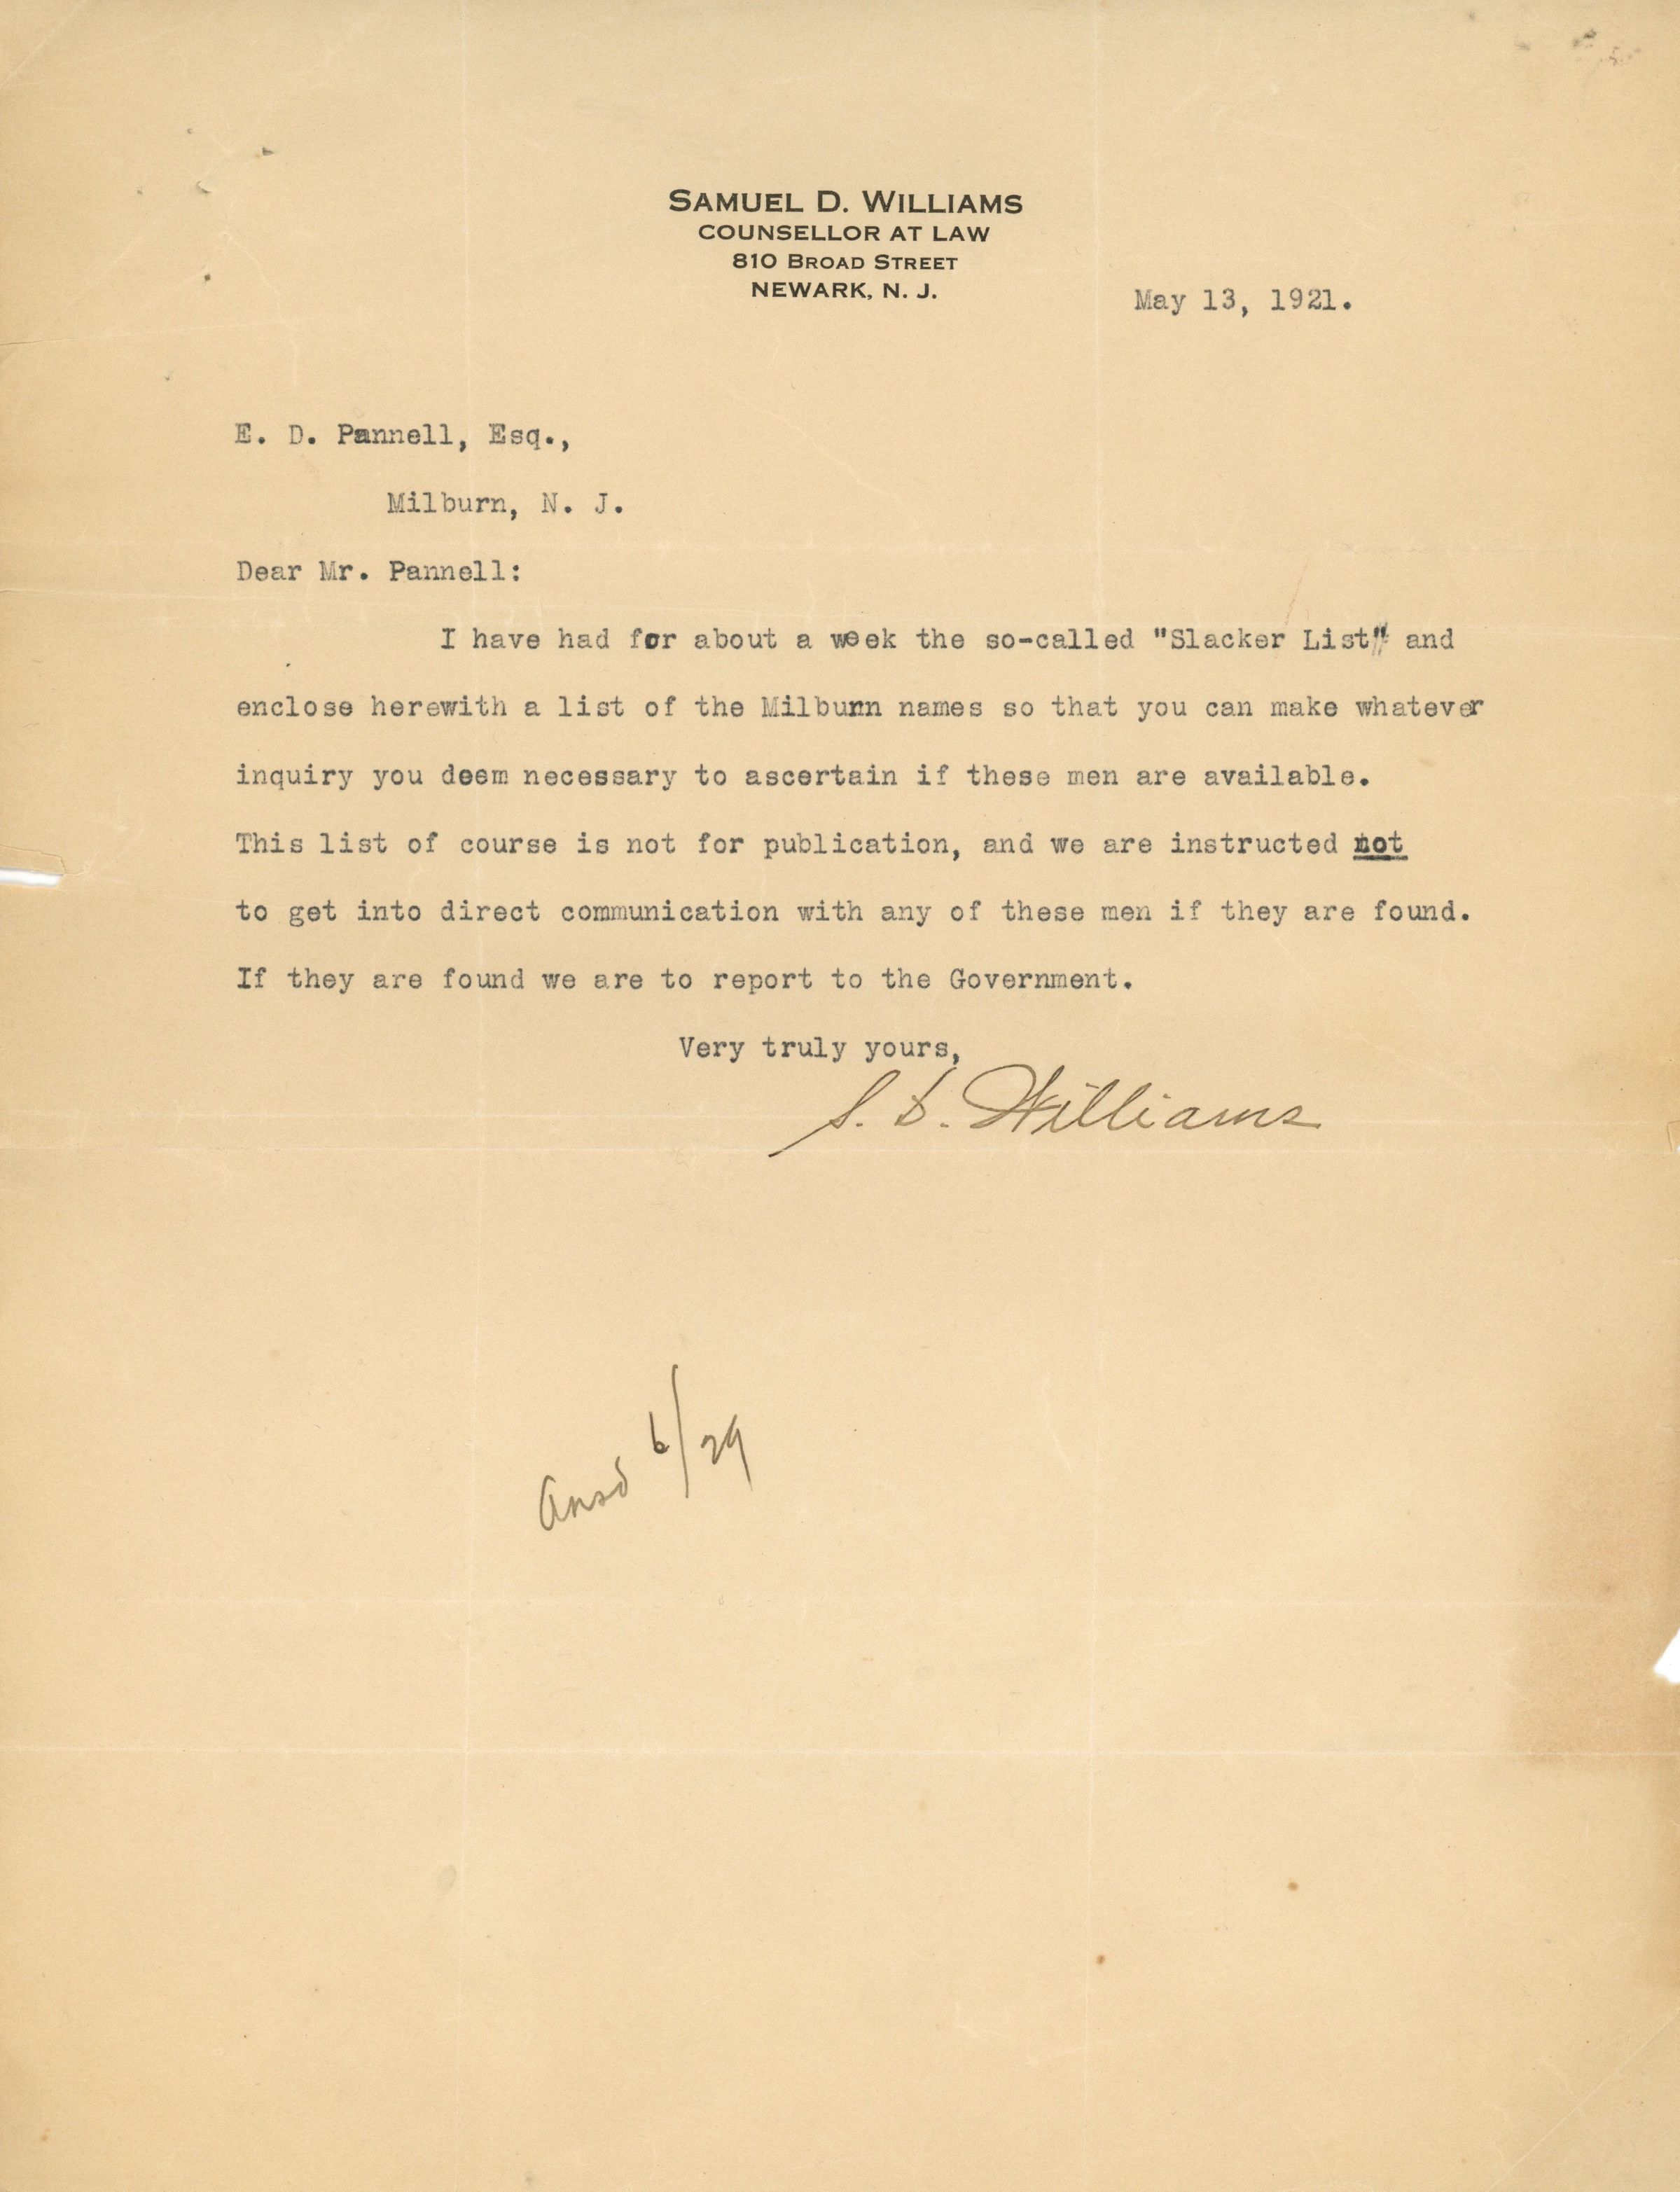 SAMUEL D. WILLIAMS
COUNSELLOR AT LAW
810 BROAD STREET
NEWARK, N. J.
May 13, 1921.
E. D. Pannell, Esq.,
Milburn, N. J.
Dear Mr. Pannell:
I have had for about a week the so-called "Slacker List" and
enclose herewith a list of the Milburn names so that you can make whatever
inquiry you deem necessary to ascertain if these men are available.
This list of course is not for publication, and we are instructed not
to get into direct communication with any of these men if they are found.
If they are found we are to report to the Government.
Very truly yours,
S. D. Williams
Ansd 6/29